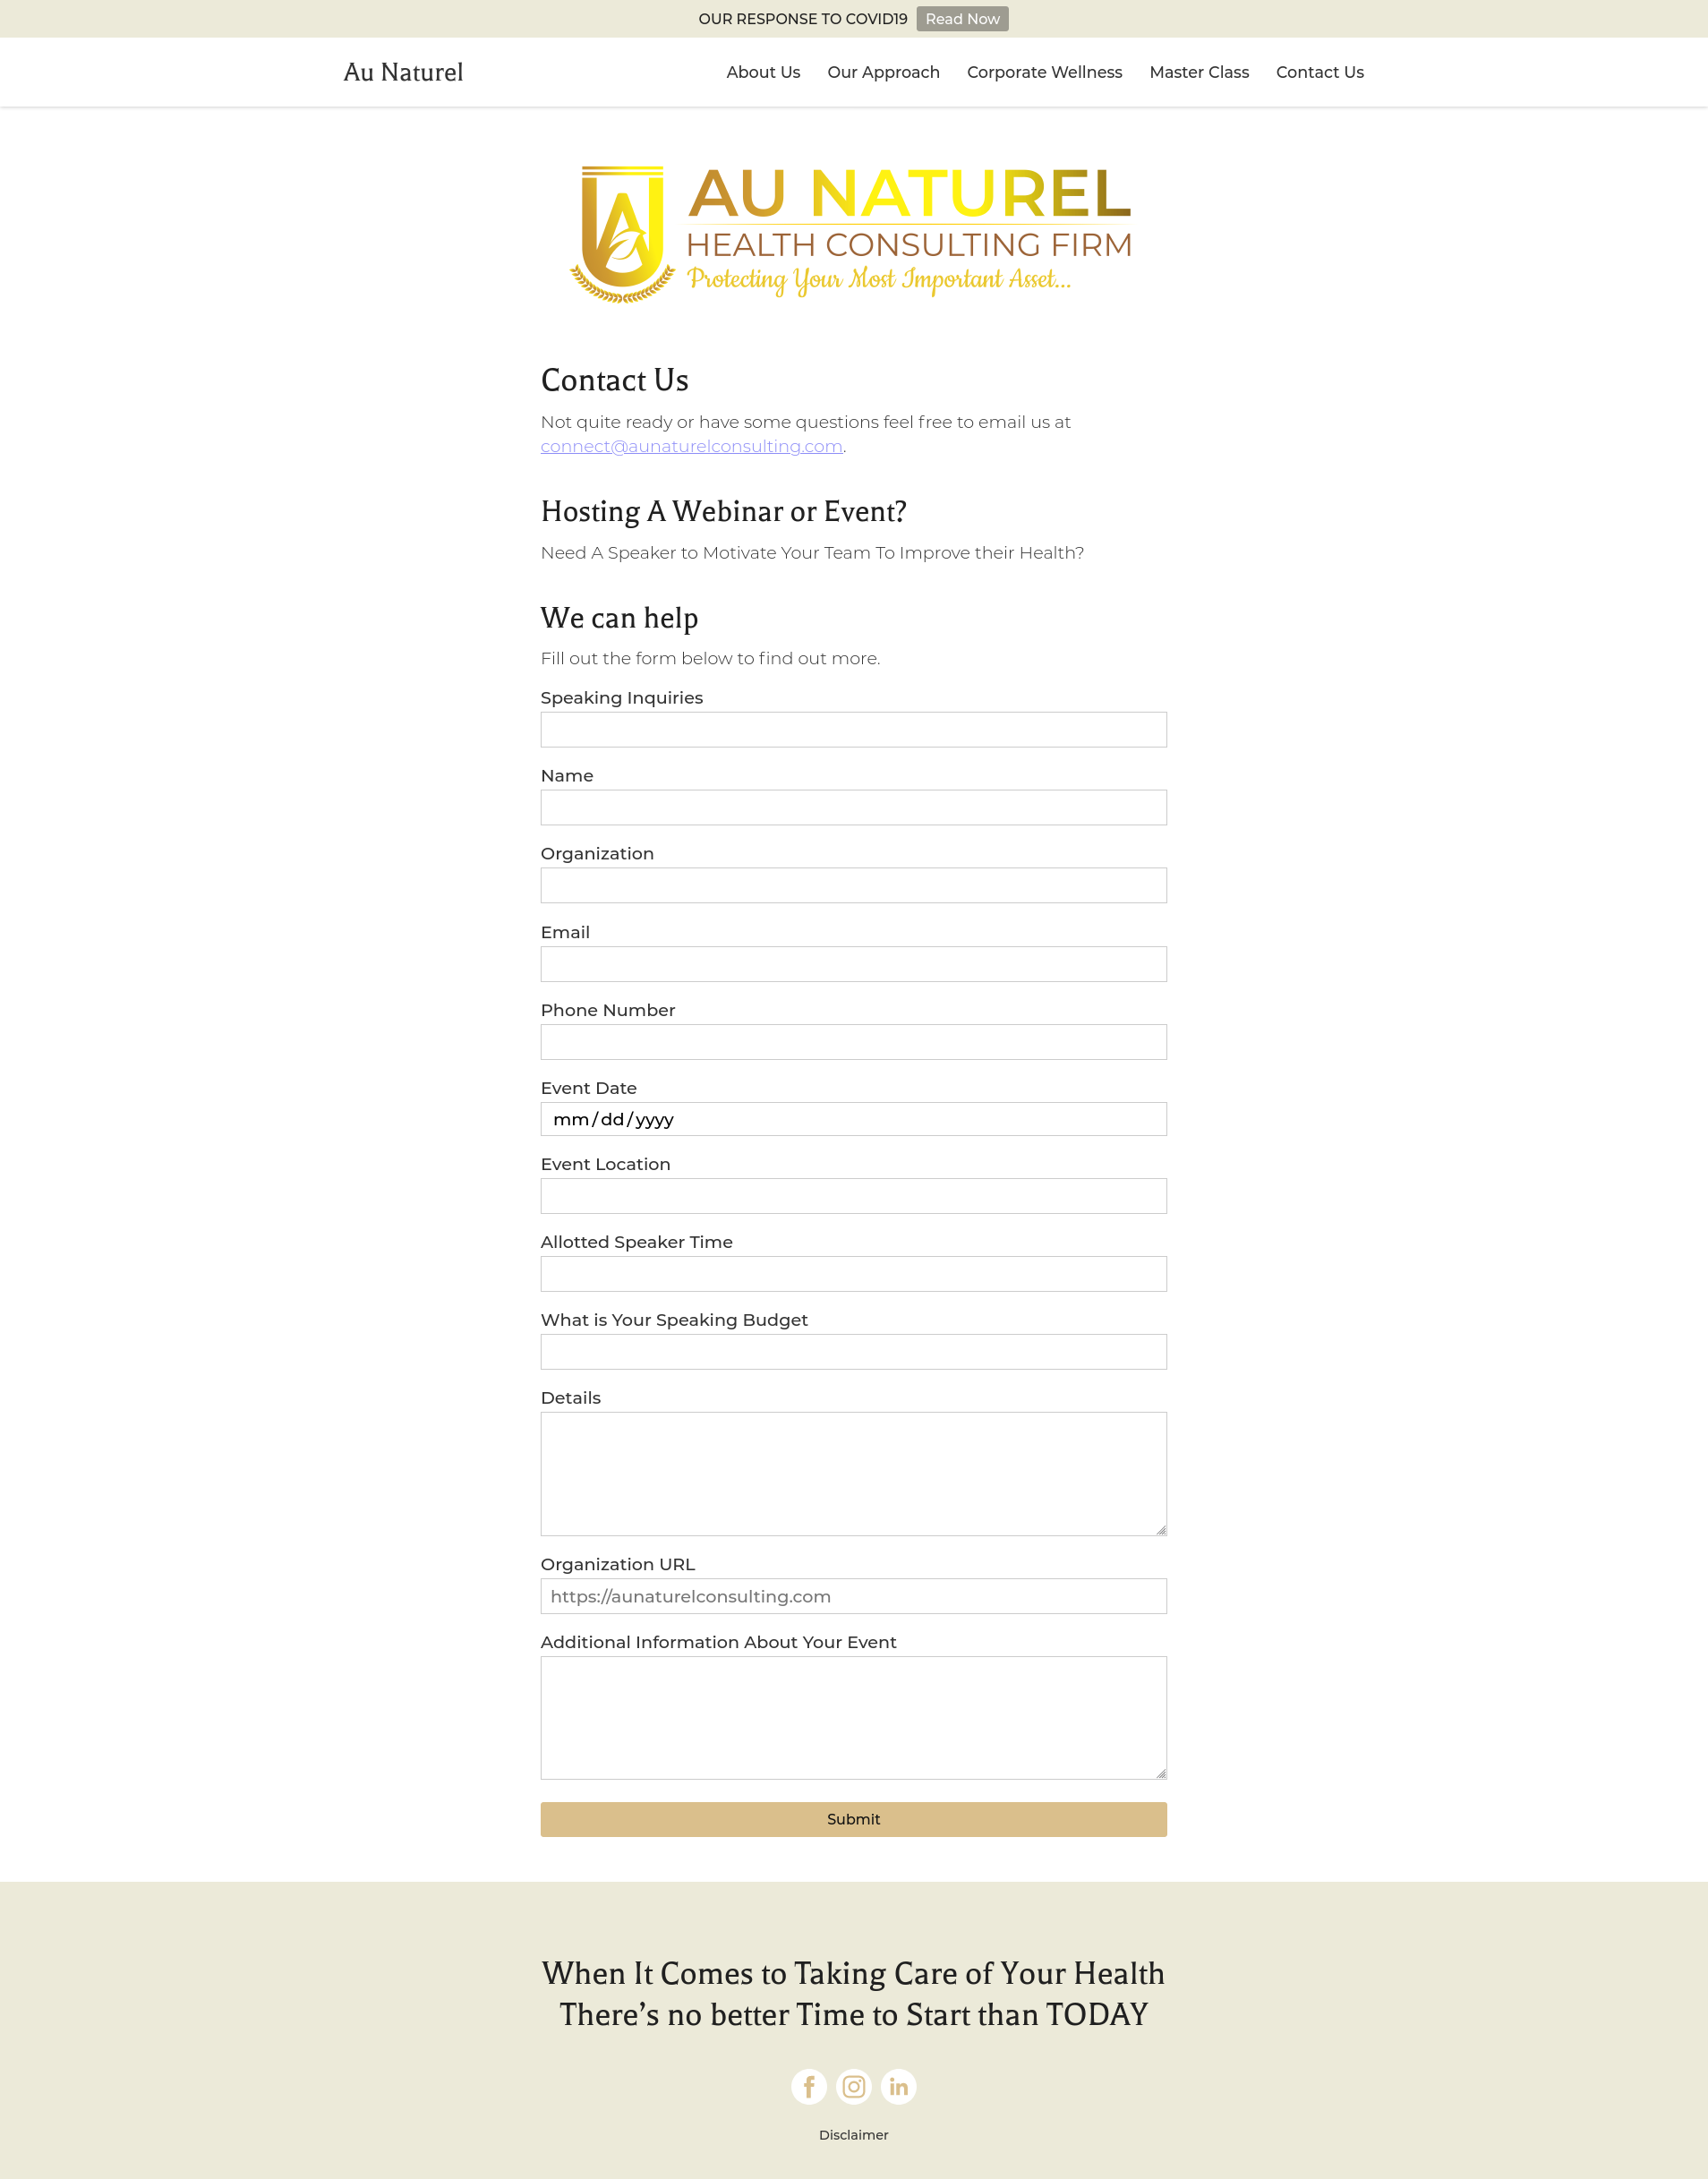 OUR RESPONSE TO COVID19 Read Now
Au Naturel
About Us Our Approach Corporate Wellness Master Class Contact Us
AU NATUREL
HEALTH CONSULTING FIRM
Protecting Your Most Important Asset...
Contact Us
Not quite ready or have some questions feel free to email us at
connect@aunaturelconsulting.com.
Hosting A Webinar or Event?
Need A Speaker to Motivate Your Team To Improve their Health?
We can help
Fill out the form below to find out more.
Speaking Inquiries
Name
Organization
Email
Phone Number
Event Date
mm/dd/yyyy
Event Location
Allotted Speaker Time
What is Your Speaking Budget
Details
Organization URL
https://aunaturelconsulting.com
Additional Information About Your Event
Submit
When It Comes to Taking Care of Your Health
There’s no better Time to Start than TODAY
Disclaimer